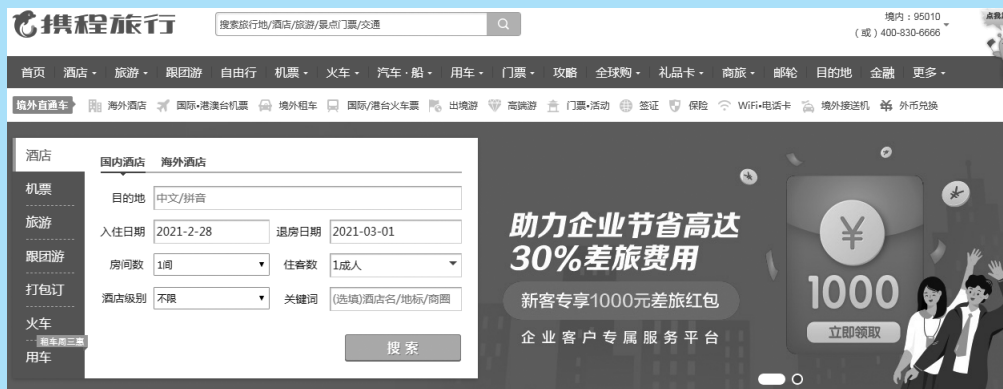 携程旅行
搜索旅行地/酒店/旅游/景点门票/交通
境内：95010
（或）400-830-6666
首页 酒店 旅游 跟团游 自由行 机票 火车 汽车·船 用车 门票 攻略 全球购 礼品卡 商旅 邮轮 目的地 金融 更多
境外直通车 海外酒店 国际•港澳台机票 境外租车 国际/港台火车票 出境游 高端游 门票•活动 签证 保险 WiFi•电话卡 境外接送机 外币兑换
酒店
机票
旅游
跟团游
打包订
火车
租车周三惠
用车
国内酒店 海外酒店
目的地 中文/拼音
入住日期 2021-2-28 退房日期 2021-03-01
房间数 1间 住客数 1成人
酒店级别 不限 关键词 (选填)酒店名/地标/商圈
搜索
助力企业节省高达
30%差旅费用
新客专享1000元差旅红包
企业客户专属服务平台
¥
1000
立即领取